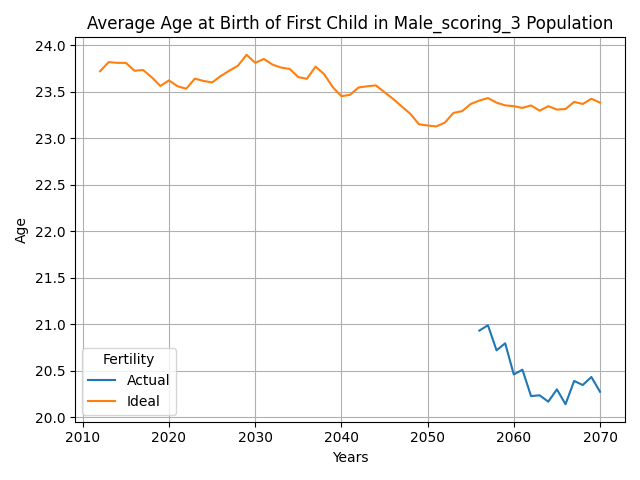 Average Age at Birth of First Child in Male_scoring_3 Population
24.0
23.5
23.0
22.5
22.0
21.5
21.0
20.5
20.0
Age
Fertility
Actual
Ideal
2010 2020 2030 2040 2050 2060 2070
Years